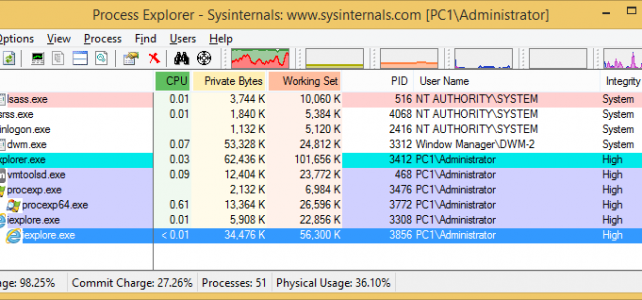 Process Explorer - Sysinternals: www.sysinternals.com [PC1\Administrator]
Options View Process Find Users Help
CPU Private Bytes Working Set PID User Name Integrity
lsass.exe 0.01 3,744 K 10,060 K 516 NT AUTHORITY\SYSTEM System
srss.exe 0.01 1,840 K 5,384 K 4068 NT AUTHORITY\SYSTEM System
inlogon.exe 1,132 K 5,120 K 2416 NT AUTHORITY\SYSTEM System
dwm.exe 0.07 53,328 K 24,812 K 3312 Window Manager\DWM-2 System
xplorer.exe 0.03 62,436 K 101,656 K 3412 PC1\Administrator High
vmtoolsd.exe 0.09 12,404 K 23,772 K 468 PC1\Administrator High
procexp.exe 2,132 K 6,984 K 3476 PC1\Administrator High
procexp64.exe 0.61 13,364 K 26,596 K 3772 PC1\Administrator High
iexplore.exe 0.01 5,908 K 22,856 K 3308 PC1\Administrator High
iexplore.exe < 0.01 34,476 K 56,300 K 3856 PC1\Administrator High
age: 98.25% Commit Charge: 27.26% Processes: 51 Physical Usage: 36.10%